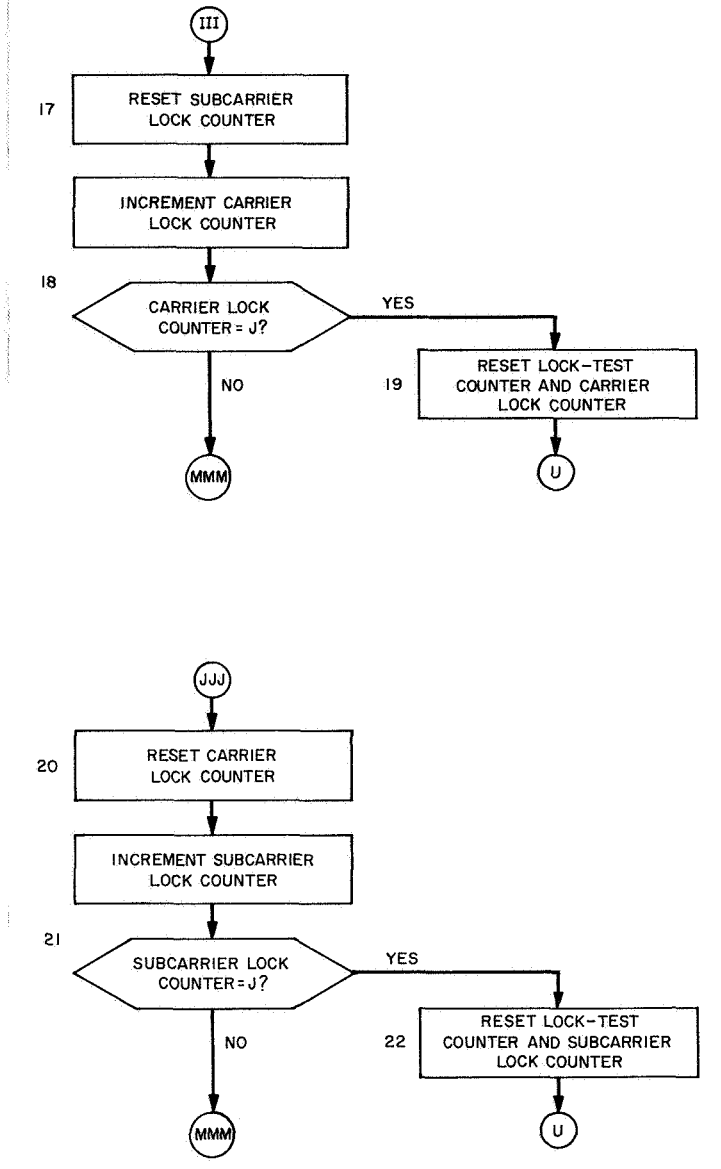 III
17
RESET SUBCARRIER
LOCK COUNTER
INCREMENT CARRIER
LOCK COUNTER
18
CARRIER LOCK
COUNTER = J?
YES
NO
19
RESET LOCK-TEST
COUNTER AND CARRIER
LOCK COUNTER
MMM
U
JJJ
20
RESET CARRIER
LOCK COUNTER
INCREMENT SUBCARRIER
LOCK COUNTER
21
SUBCARRIER LOCK
COUNTER = J?
YES
NO
22
RESET LOCK-TEST
COUNTER AND SUBCARRIER
LOCK COUNTER
MMM
U